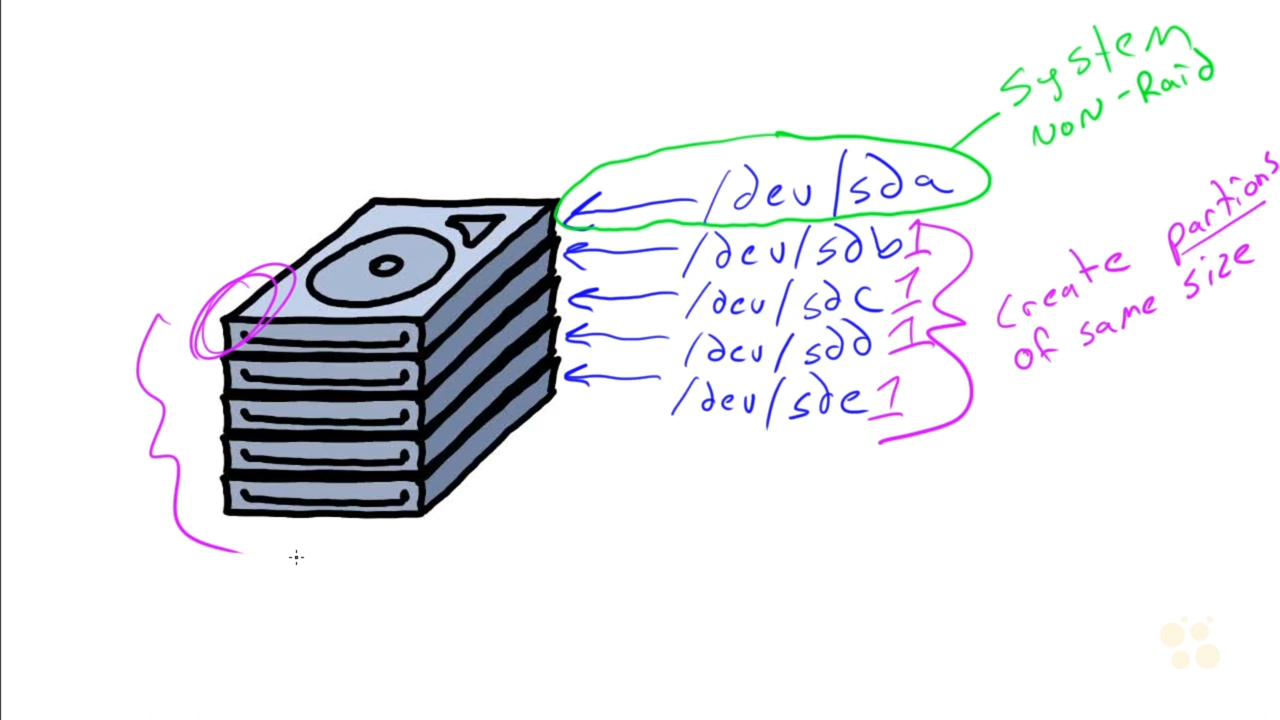 System
NON-Raid
/dev/sda
/dev/sdb1
/dev/sdc1
/dev/sdd1
/dev/sde1
Create partions
of same size